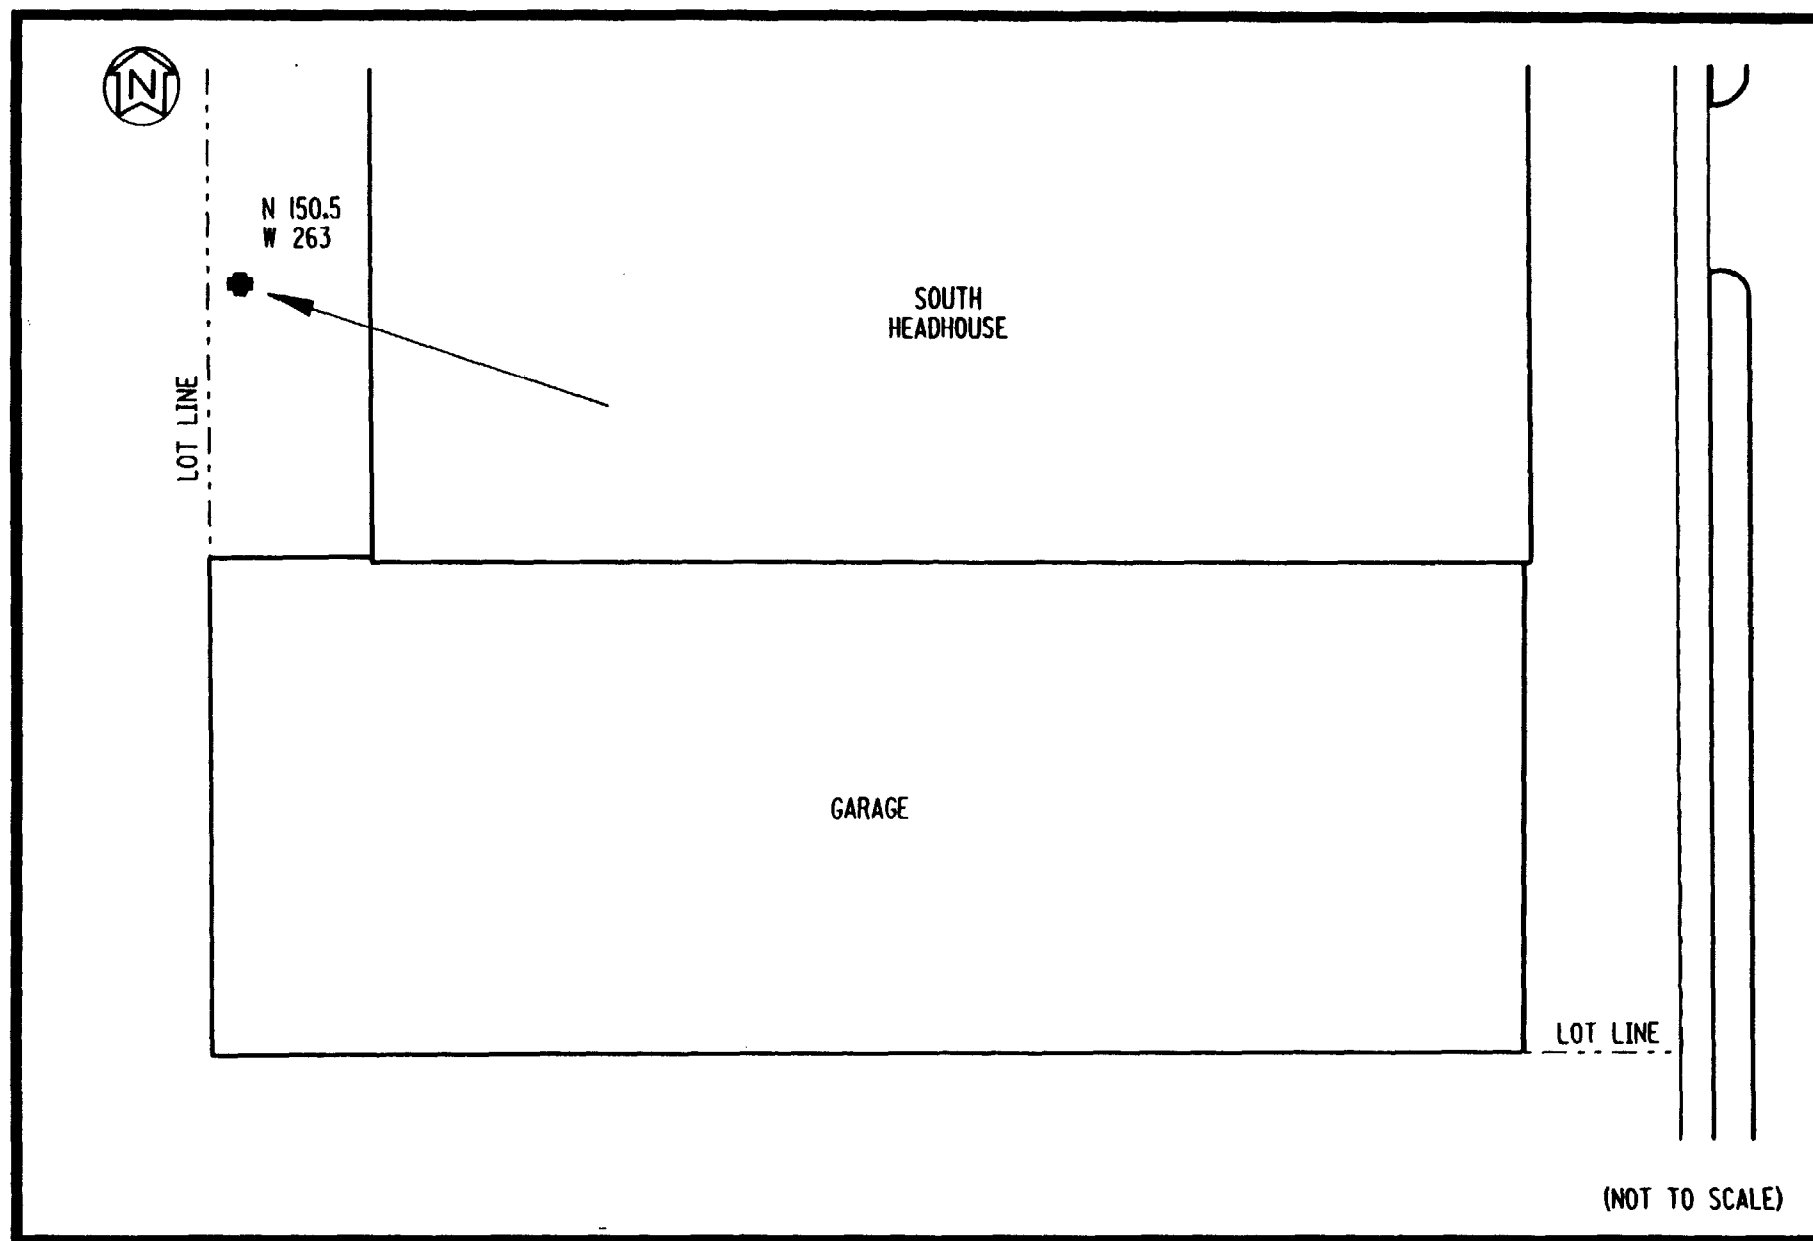 N
N 150.5
W 263
SOUTH
HEADHOUSE
LOT LINE
GARAGE
LOT LINE
(NOT TO SCALE)